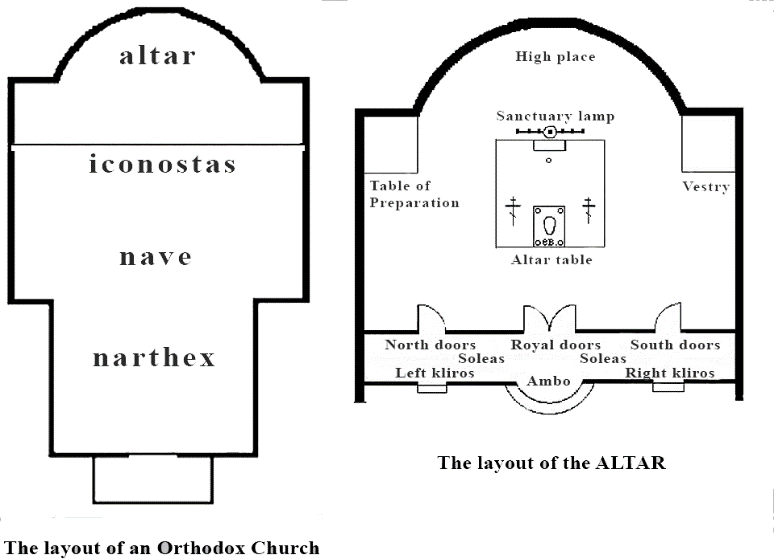 altar
iconostas
nave
narthex
The layout of an Orthodox Church
High place
Sanctuary lamp
Table of
Preparation
Vestry
Altar table
North doors
Royal doors
South doors
Soleas
Soleas
Left kliros
Ambo
Right kliros
The layout of the ALTAR